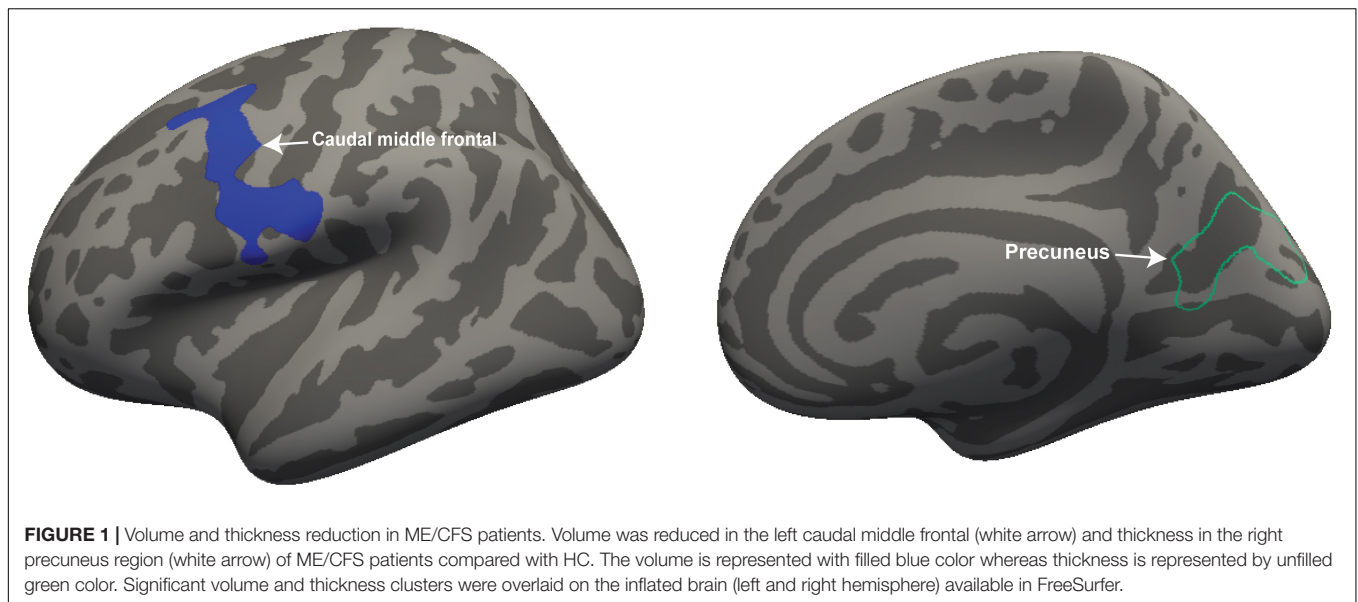 Caudal middle frontal
Precuneus
FIGURE 1 | Volume and thickness reduction in ME/CFS patients. Volume was reduced in the left caudal middle frontal (white arrow) and thickness in the right
precuneus region (white arrow) of ME/CFS patients compared with HC. The volume is represented with filled blue color whereas thickness is represented by unfilled
green color. Significant volume and thickness clusters were overlaid on the inflated brain (left and right hemisphere) available in FreeSurfer.